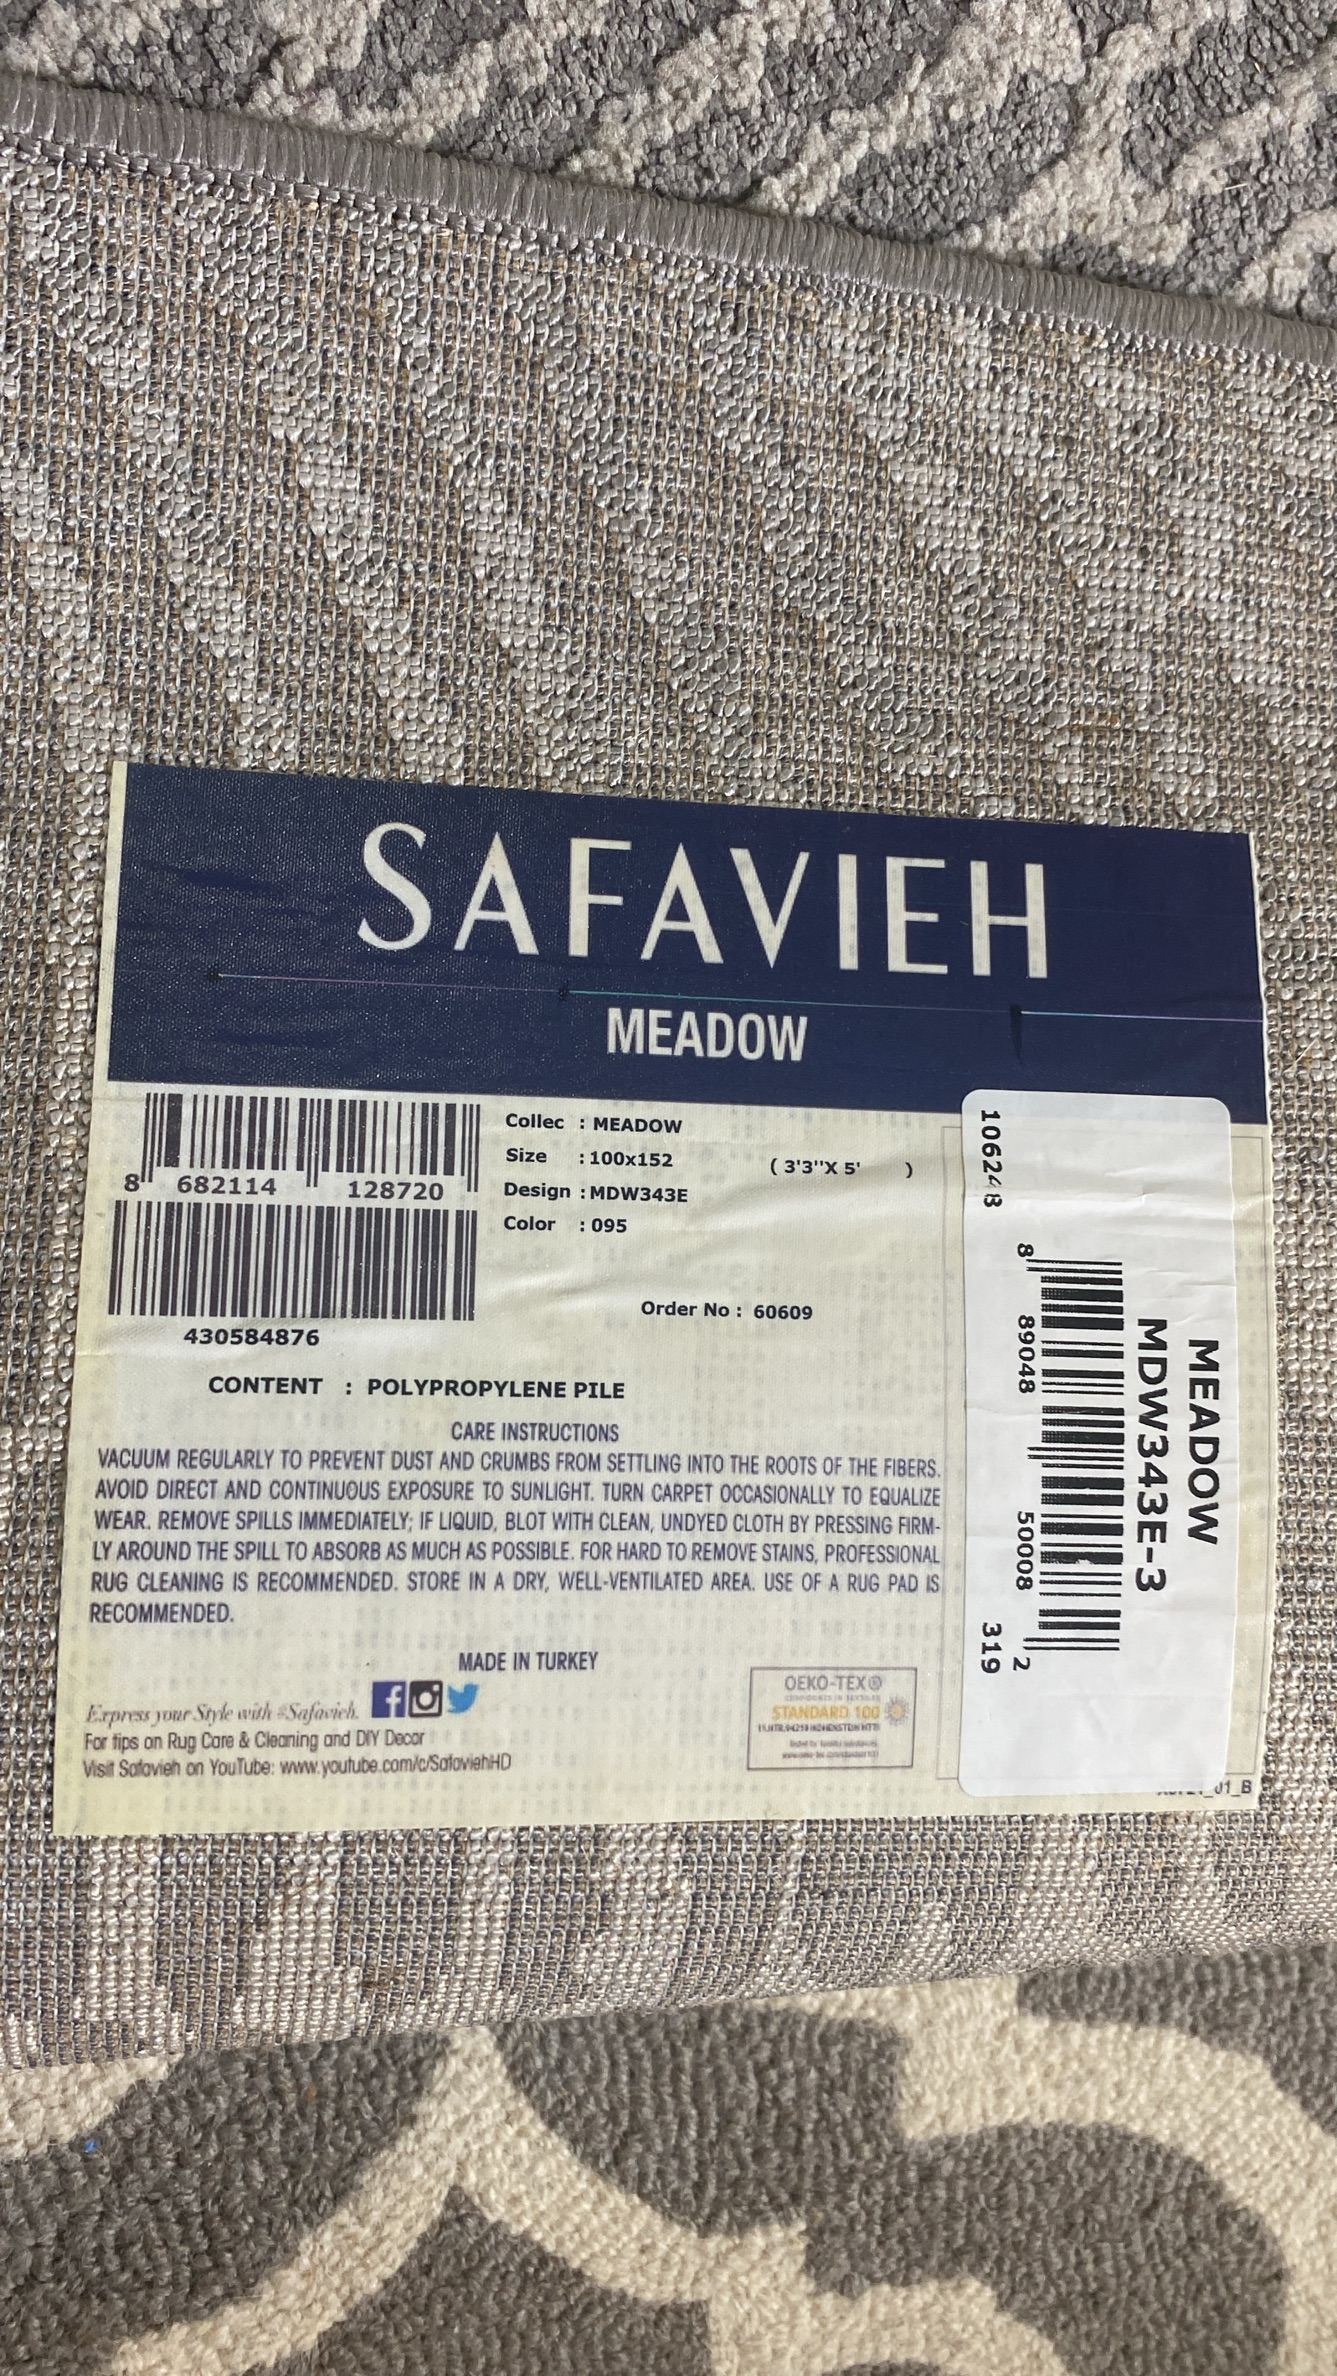 SAFAVIEH
MEADOW
8 682114 128720
430584876
Collec : MEADOW
Size : 100x152 ( 3'3"X 5' )
Design : MDW343E
Color : 095
Order No : 60609
CONTENT : POLYPROPYLENE PILE
CARE INSTRUCTIONS
VACUUM REGULARLY TO PREVENT DUST AND CRUMBS FROM SETTLING INTO THE ROOTS OF THE FIBERS.
AVOID DIRECT AND CONTINUOUS EXPOSURE TO SUNLIGHT. TURN CARPET OCCASIONALLY TO EQUALIZE
WEAR. REMOVE SPILLS IMMEDIATELY; IF LIQUID, BLOT WITH CLEAN, UNDYED CLOTH BY PRESSING FIRM-
LY AROUND THE SPILL TO ABSORB AS MUCH AS POSSIBLE. FOR HARD TO REMOVE STAINS, PROFESSIONAL
RUG CLEANING IS RECOMMENDED. STORE IN A DRY, WELL-VENTILATED AREA. USE OF A RUG PAD IS
RECOMMENDED.
MADE IN TURKEY
Express your Style with #Safavieh.
For tips on Rug Care & Cleaning and DIY Decor
Visit Safavieh on YouTube: www.youtube.com/c/SafaviehHD
OEKO-TEX®
STANDARD 100
MEADOW
MDW343E-3
8 89048 50008 2
106248 319
_01_B